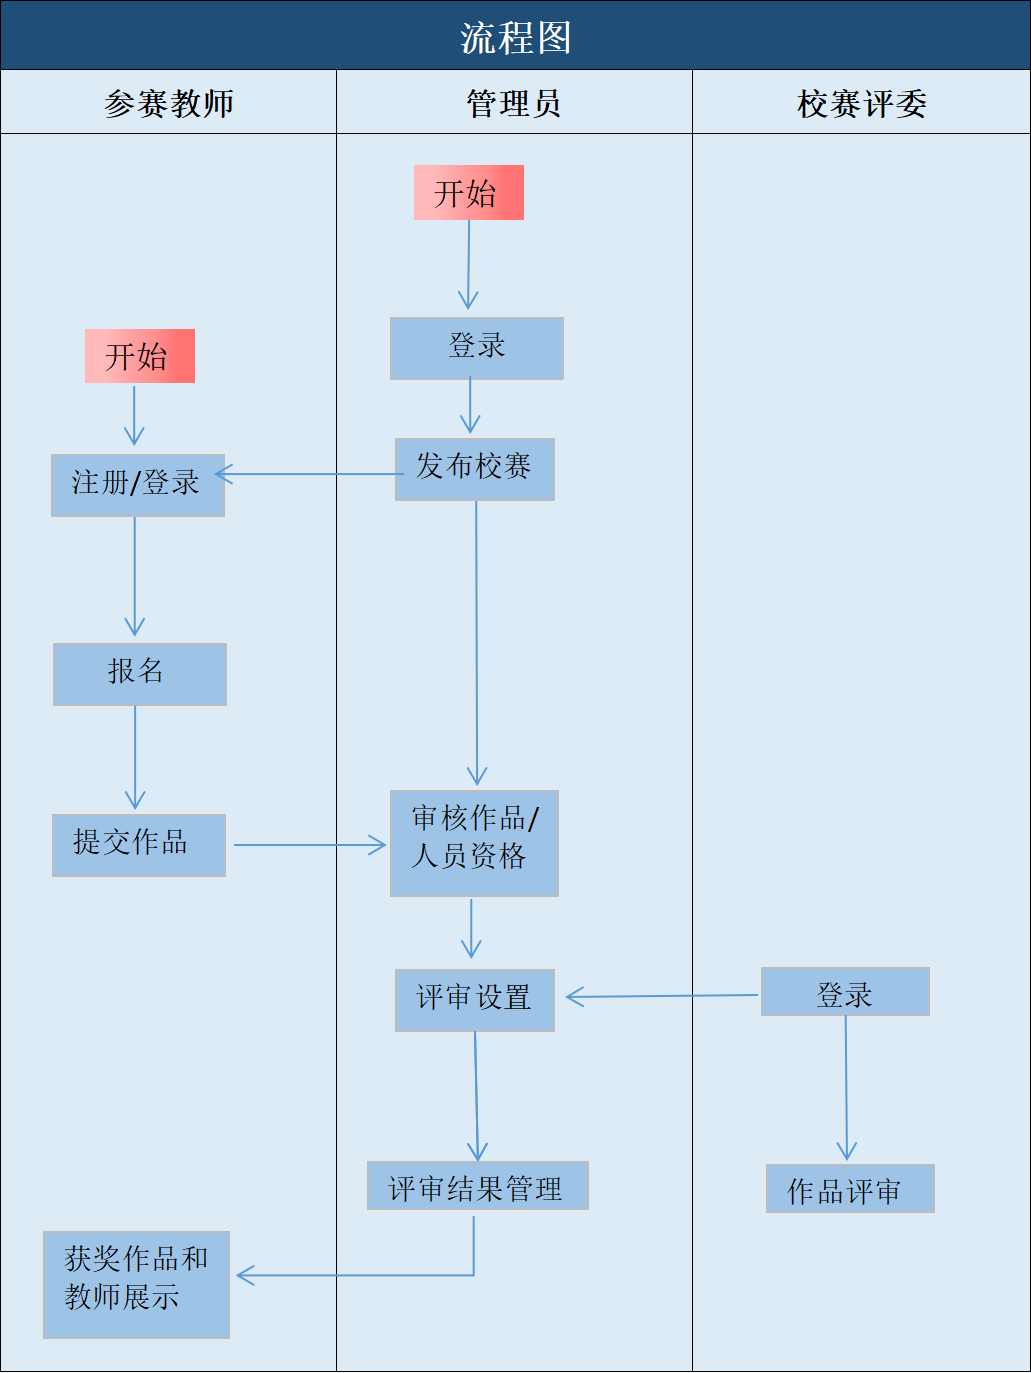 流程图
参赛教师
管理员
校赛评委
开始
登录
开始
发布校赛
注册/登录
报名
提交作品
审核作品/
人员资格
评审设置
登录
评审结果管理
作品评审
获奖作品和
教师展示